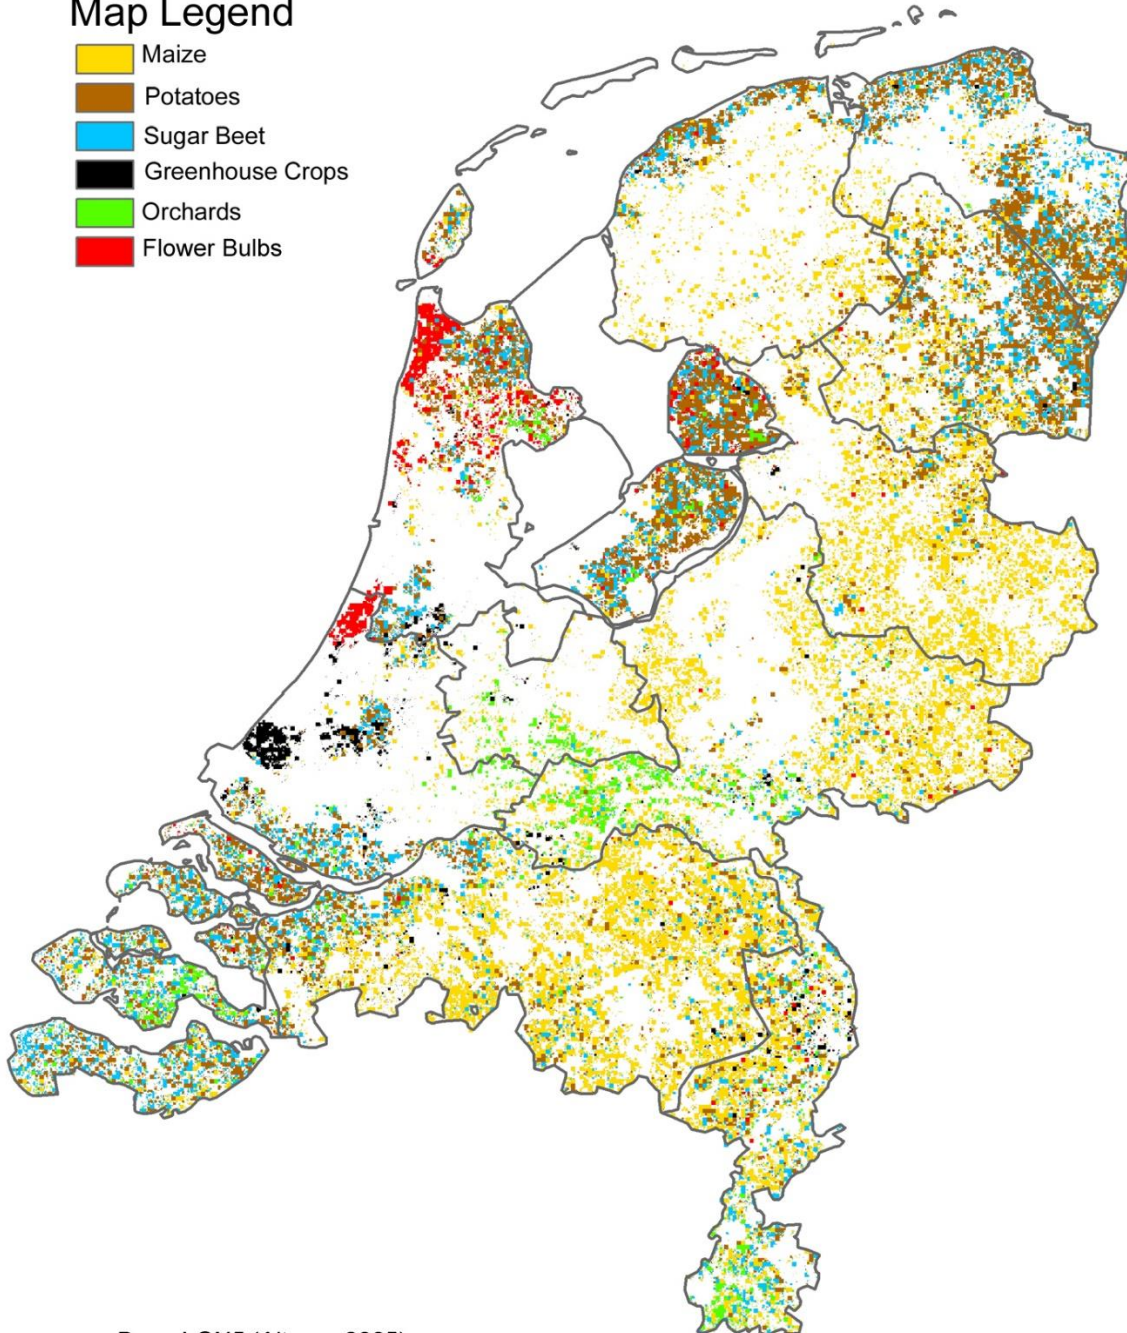 Map Legend
Maize
Potatoes
Sugar Beet
Greenhouse Crops
Orchards
Flower Bulbs